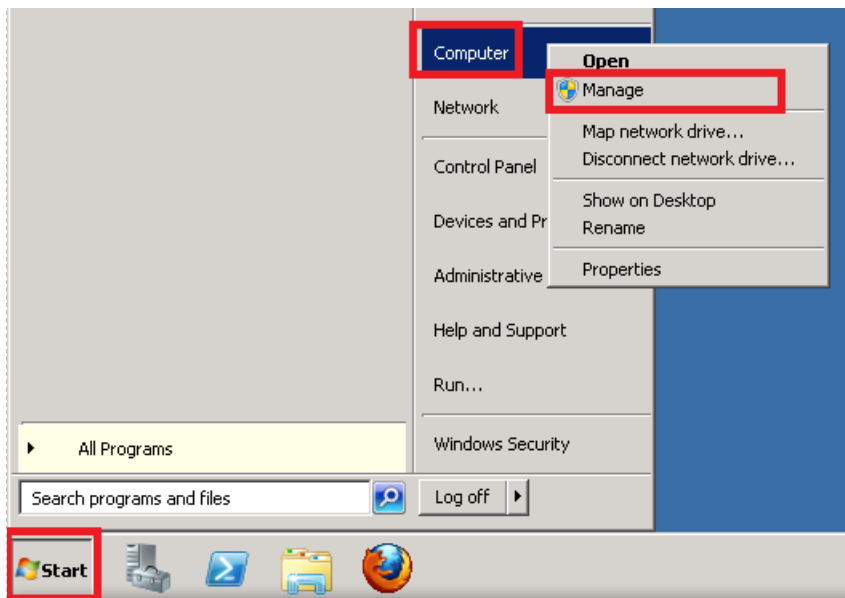 Computer
Network
Control Panel
Devices and Pr
Administrative
Help and Support
Run...
Windows Security
Open
Manage
Map network drive...
Disconnect network drive...
Show on Desktop
Rename
Properties
All Programs
Search programs and files
Log off
Start